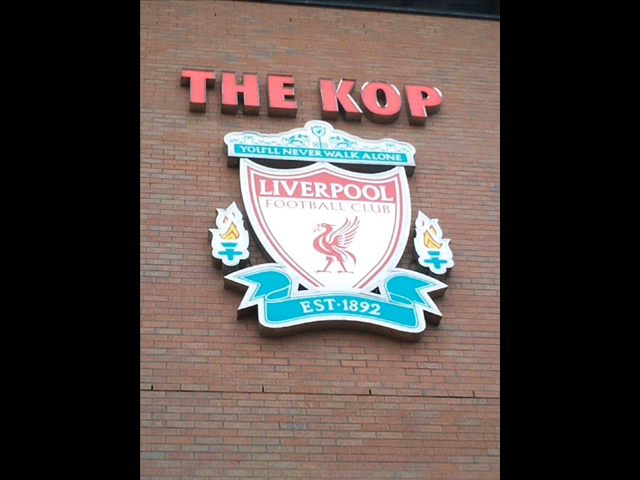 THE KOP
YOU'LL NEVER WALK ALONE
LIVERPOOL
FOOTBALL CLUB
EST·1892